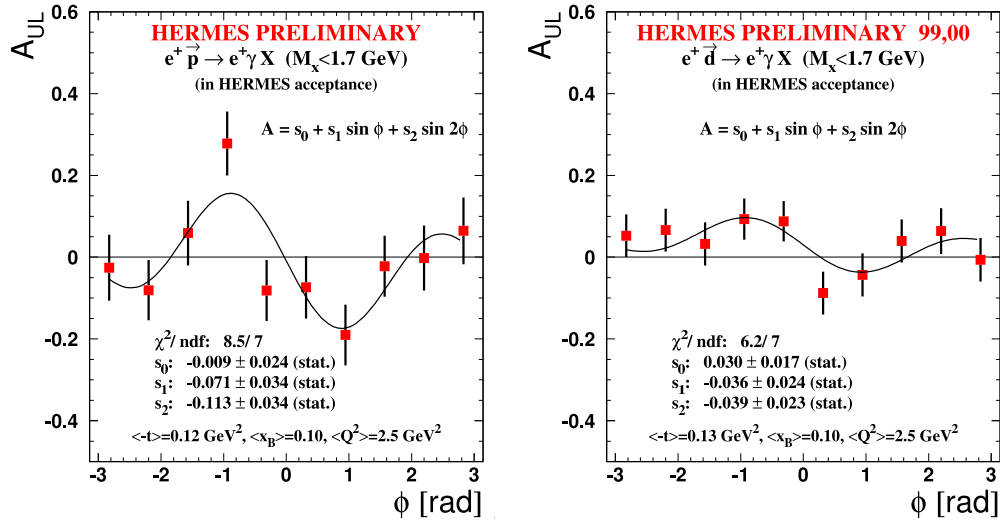 A_UL
HERMES PRELIMINARY
e⁺ p⃗ → e⁺ γ X (Mₓ<1.7 GeV)
(in HERMES acceptance)
A = s₀ + s₁ sin ϕ + s₂ sin 2ϕ
0.6
0.4
0.2
0
-0.2
-0.4
χ²/ ndf: 8.5/ 7
s₀: -0.009 ± 0.024 (stat.)
s₁: -0.071 ± 0.034 (stat.)
s₂: -0.113 ± 0.034 (stat.)
<-t>=0.12 GeV², <x_B>=0.10, <Q²>=2.5 GeV²
-3 -2 -1 0 1 2 3
ϕ [rad]
A_UL
HERMES PRELIMINARY 99,00
e⁺ d⃗ → e⁺ γ X (Mₓ<1.7 GeV)
(in HERMES acceptance)
A = s₀ + s₁ sin ϕ + s₂ sin 2ϕ
0.6
0.4
0.2
0
-0.2
-0.4
χ²/ ndf: 6.2/ 7
s₀: 0.030 ± 0.017 (stat.)
s₁: -0.036 ± 0.024 (stat.)
s₂: -0.039 ± 0.023 (stat.)
<-t>=0.13 GeV², <x_B>=0.10, <Q²>=2.5 GeV²
-3 -2 -1 0 1 2 3
ϕ [rad]